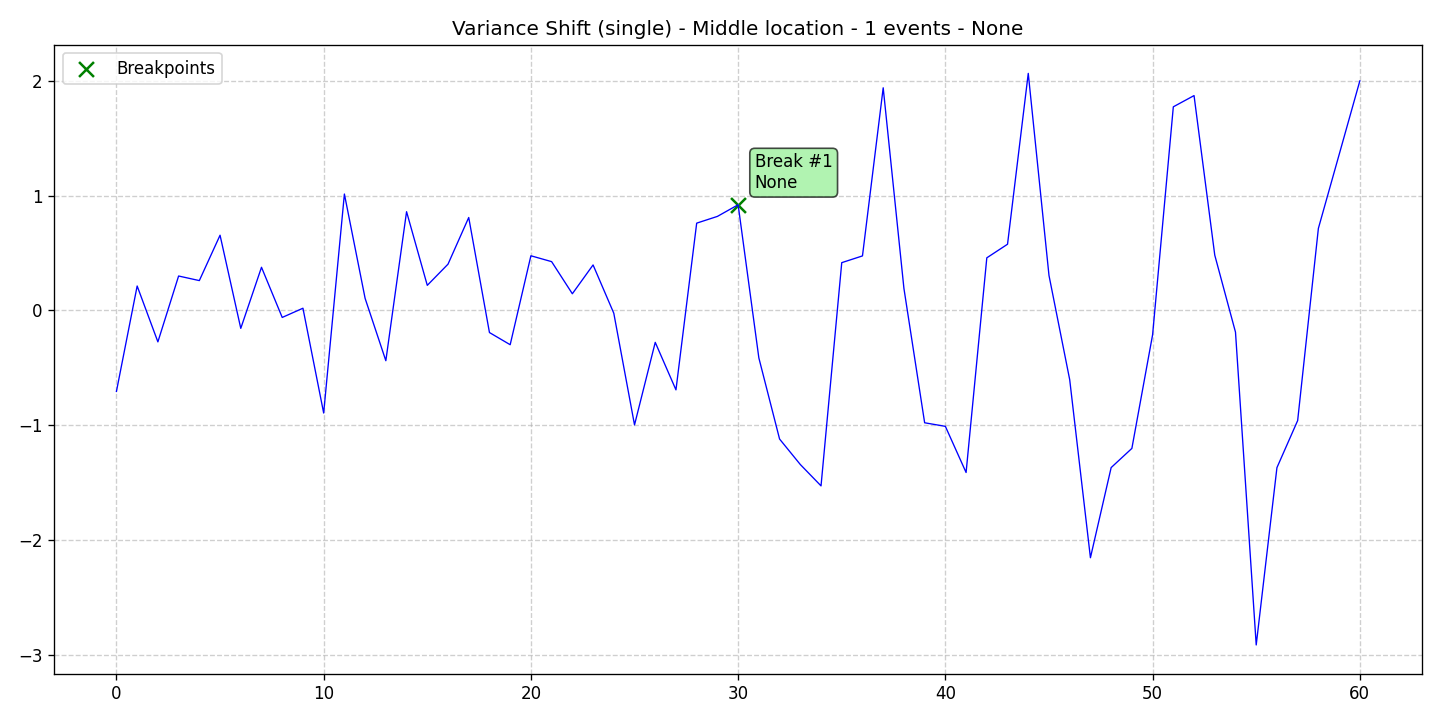 Variance Shift (single) - Middle location - 1 events - None
Breakpoints
Break #1
None
2
1
0
−1
−2
−3
0 10 20 30 40 50 60